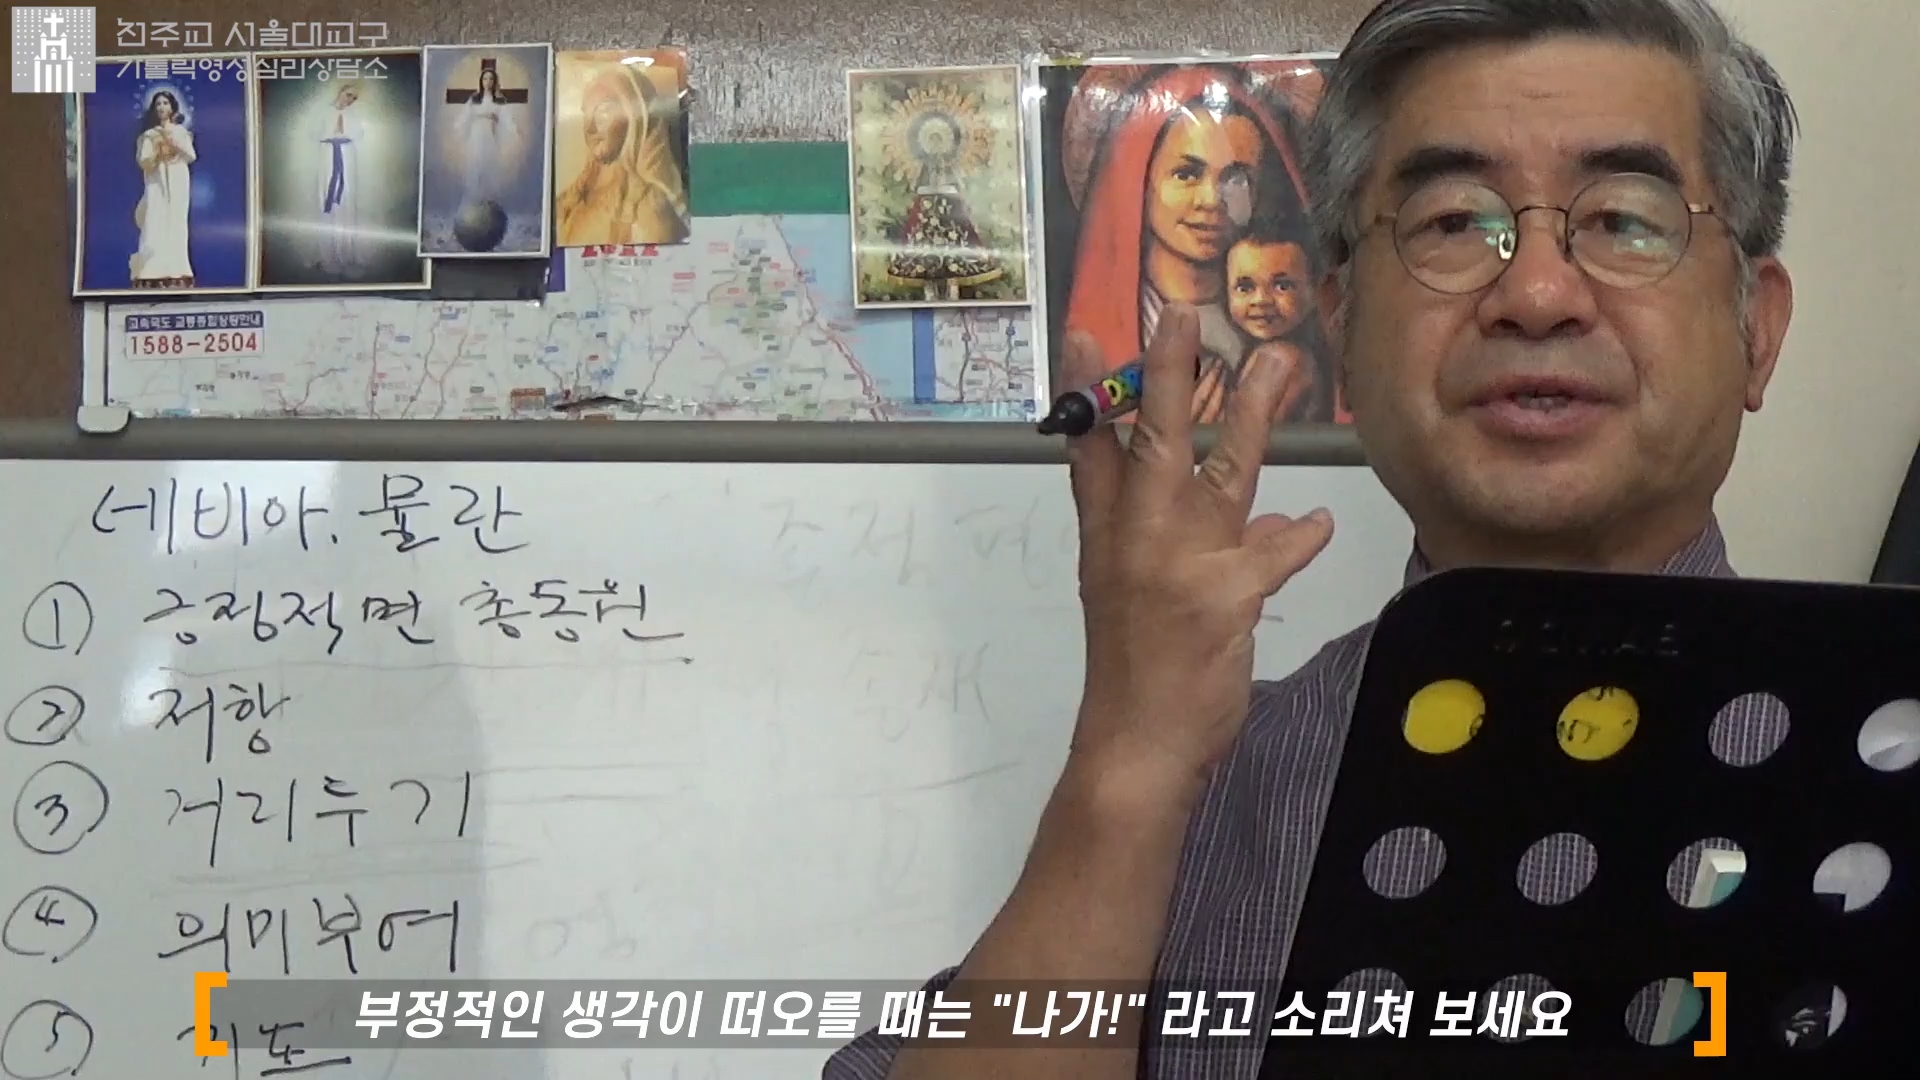 천주교 서울대교구
가톨릭영성심리상담소
고속국도 교통종합상황안내
1588-2504
세비아. 물란
① 긍정적면 총동원
② 저항
③ 거리두기
④ 의미부여
⑤
부정적인 생각이 떠오를 때는 "나가!" 라고 소리쳐 보세요